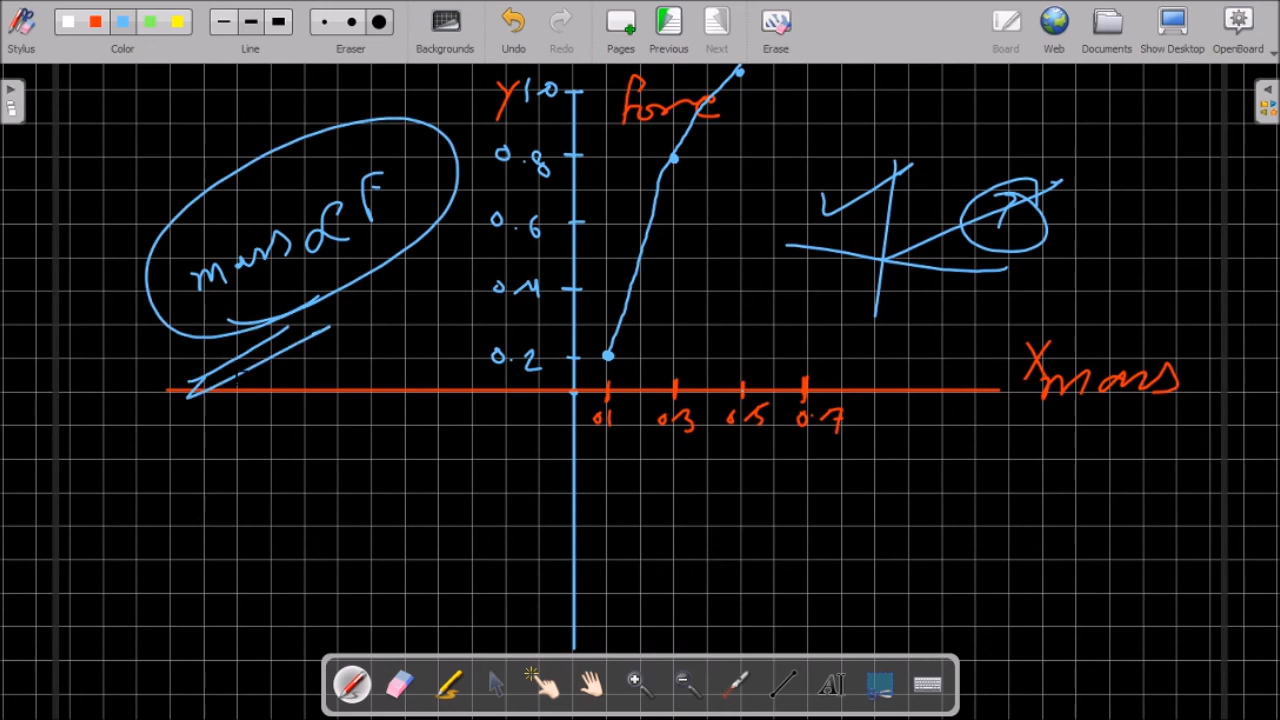 Stylus Color Line Eraser Backgrounds Undo Redo Pages Previous Next Erase Board Web Documents Show Desktop OpenBoard
Y 1.0 force
0.8
mass α F
0.6
0.4
0.2
X mass
0.1 0.3 0.5 0.7